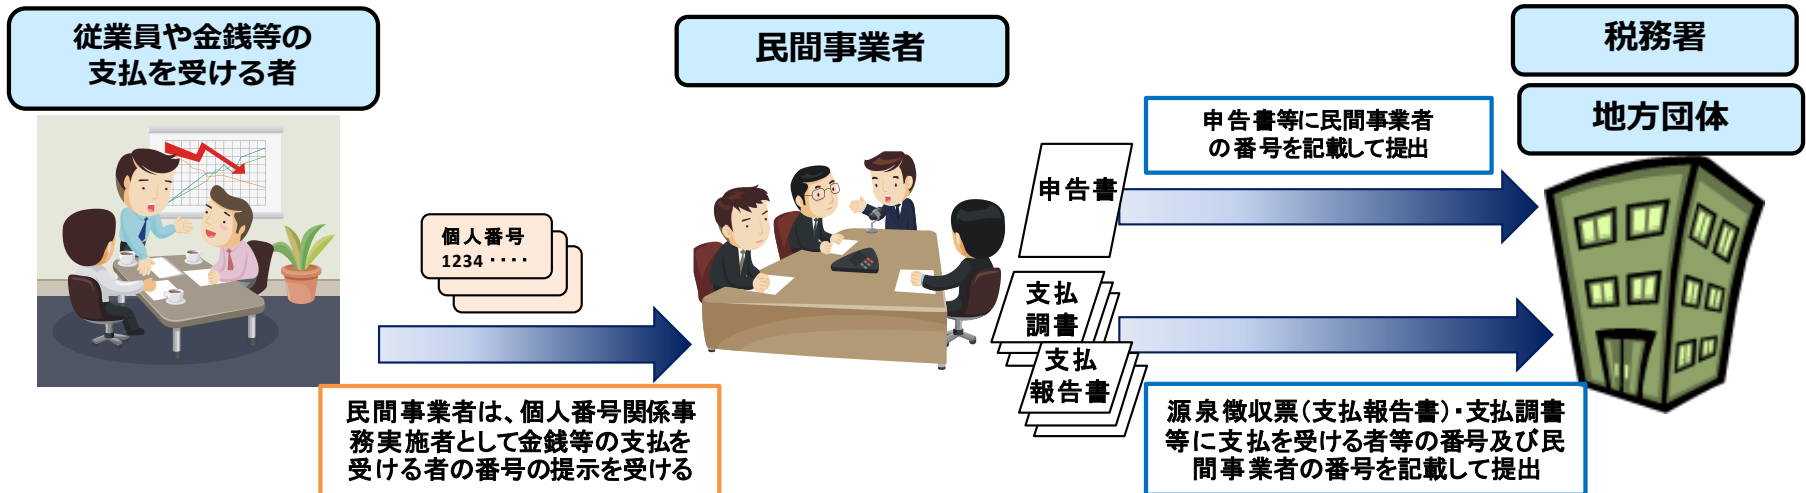 従業員や金銭等の
支払を受ける者
民間事業者
税務署
地方団体
個人番号
1234‥‥
民間事業者は、個人番号関係事
務実施者として金銭等の支払を
受ける者の番号の提示を受ける
申告書
支払
調書
支払
報告書
申告書等に民間事業者
の番号を記載して提出
源泉徴収票(支払報告書)・支払調書
等に支払を受ける者等の番号及び民
間事業者の番号を記載して提出